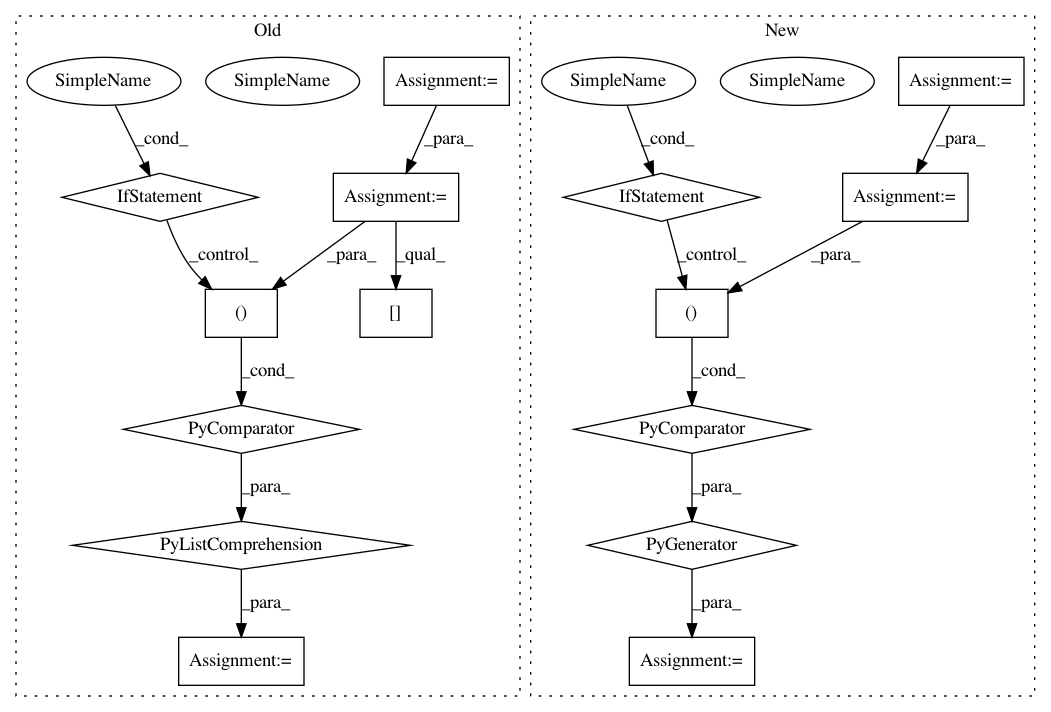 Old
New
SimpleName
SimpleName
Assignment:=
SimpleName
SimpleName
Assignment:=
_cond_
_para_
_cond_
_para_
IfStatement
Assignment:=
IfStatement
Assignment:=
_control_
_para_
_qual_
_control_
_para_
()
[]
()
_cond_
_cond_
PyComparator
PyComparator
_para_
_para_
PyListComprehension
PyGenerator
_para_
_para_
Assignment:=
Assignment:=